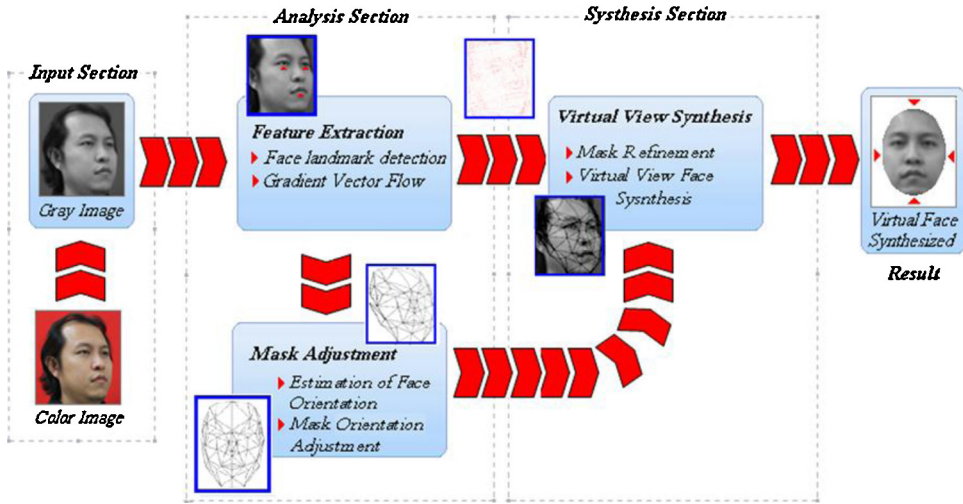 Analysis Section
Systhesis Section
Input Section
Gray Image
Color Image
Feature Extraction
Face landmark detection
Gradient Vector Flow
Mask Adjustment
Estimation of Face
Orientation
Mask Orientation
Adjustment
Virtual View Synthesis
Mask Refinement
Virtual View Face
Sysnthesis
Virtual Face
Synthesized
Result